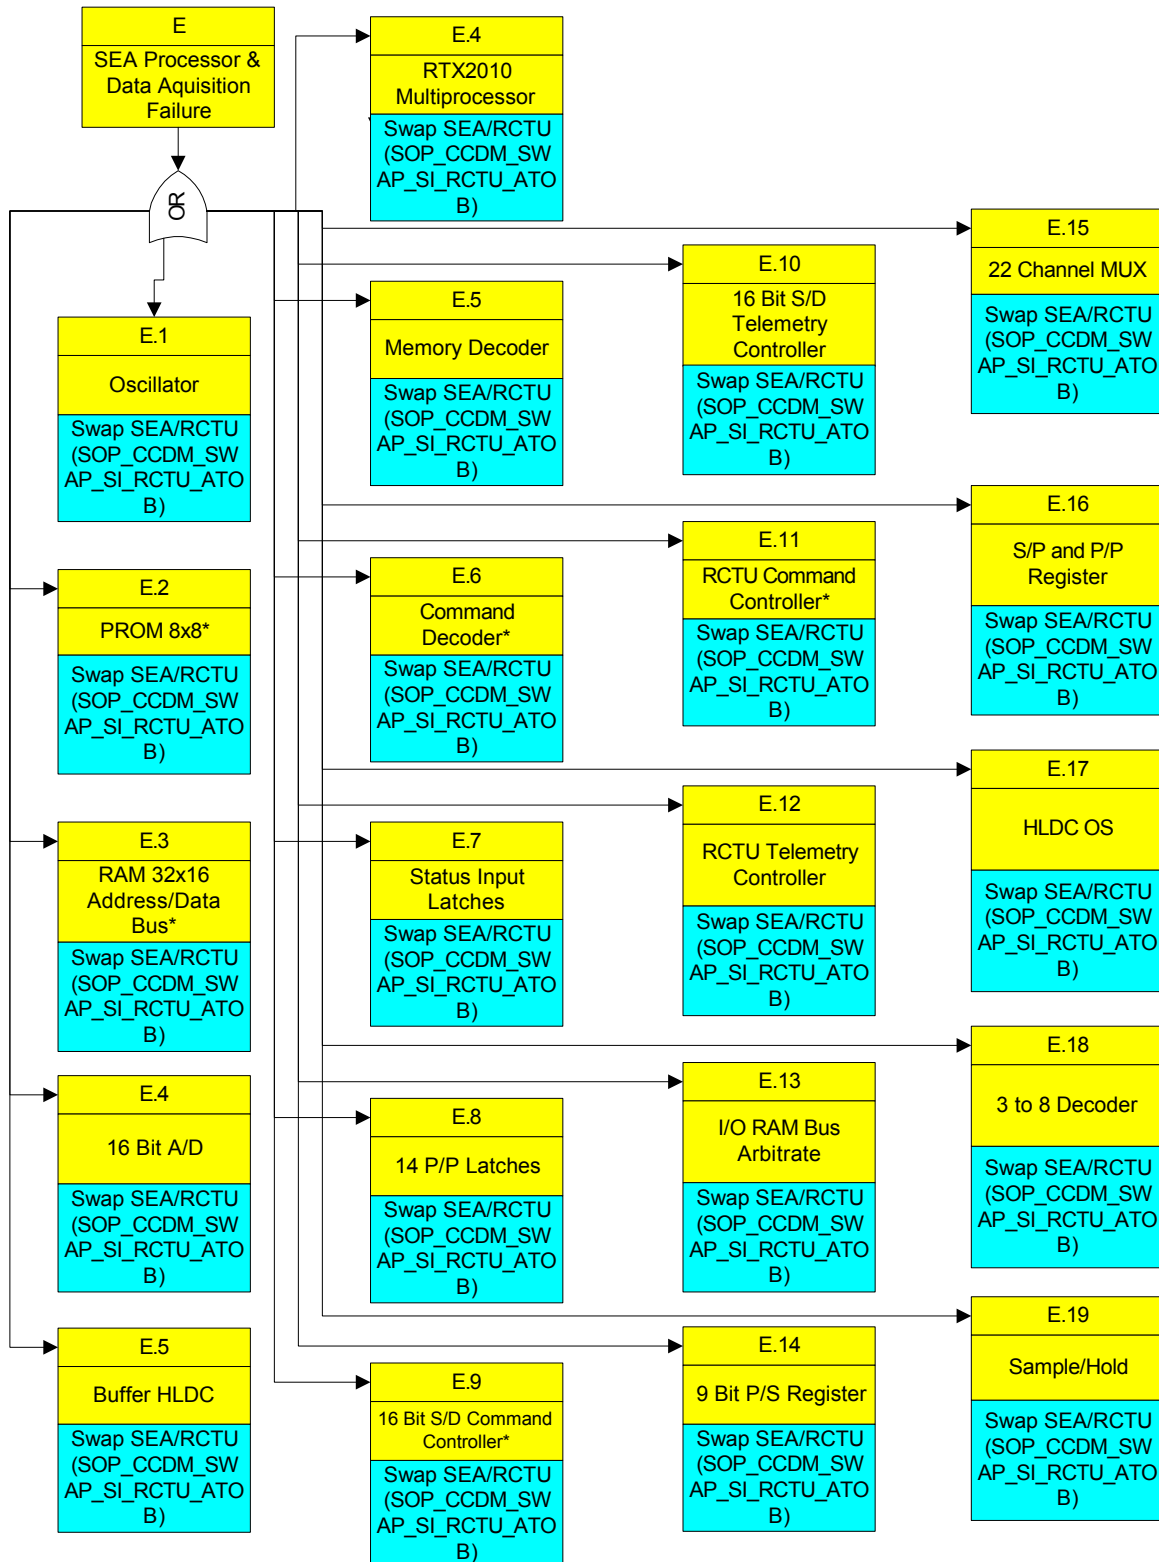 E
SEA Processor &
Data Aquisition
Failure
OR
E.1
Oscillator
Swap SEA/RCTU
(SOP_CCDM_SW
AP_SI_RCTU_ATO
B)
E.2
PROM 8x8*
Swap SEA/RCTU
(SOP_CCDM_SW
AP_SI_RCTU_ATO
B)
E.3
RAM 32x16
Address/Data
Bus*
Swap SEA/RCTU
(SOP_CCDM_SW
AP_SI_RCTU_ATO
B)
E.4
16 Bit A/D
Swap SEA/RCTU
(SOP_CCDM_SW
AP_SI_RCTU_ATO
B)
E.5
Buffer HLDC
Swap SEA/RCTU
(SOP_CCDM_SW
AP_SI_RCTU_ATO
B)
E.4
RTX2010
Multiprocessor
Swap SEA/RCTU
(SOP_CCDM_SW
AP_SI_RCTU_ATO
B)
E.5
Memory Decoder
Swap SEA/RCTU
(SOP_CCDM_SW
AP_SI_RCTU_ATO
B)
E.6
Command
Decoder*
Swap SEA/RCTU
(SOP_CCDM_SW
AP_SI_RCTU_ATO
B)
E.7
Status Input
Latches
Swap SEA/RCTU
(SOP_CCDM_SW
AP_SI_RCTU_ATO
B)
E.8
14 P/P Latches
Swap SEA/RCTU
(SOP_CCDM_SW
AP_SI_RCTU_ATO
B)
E.9
16 Bit S/D Command
Controller*
Swap SEA/RCTU
(SOP_CCDM_SW
AP_SI_RCTU_ATO
B)
E.10
16 Bit S/D
Telemetry
Controller
Swap SEA/RCTU
(SOP_CCDM_SW
AP_SI_RCTU_ATO
B)
E.11
RCTU Command
Controller*
Swap SEA/RCTU
(SOP_CCDM_SW
AP_SI_RCTU_ATO
B)
E.12
RCTU Telemetry
Controller
Swap SEA/RCTU
(SOP_CCDM_SW
AP_SI_RCTU_ATO
B)
E.13
I/O RAM Bus
Arbitrate
Swap SEA/RCTU
(SOP_CCDM_SW
AP_SI_RCTU_ATO
B)
E.14
9 Bit P/S Register
Swap SEA/RCTU
(SOP_CCDM_SW
AP_SI_RCTU_ATO
B)
E.15
22 Channel MUX
Swap SEA/RCTU
(SOP_CCDM_SW
AP_SI_RCTU_ATO
B)
E.16
S/P and P/P
Register
Swap SEA/RCTU
(SOP_CCDM_SW
AP_SI_RCTU_ATO
B)
E.17
HLDC OS
Swap SEA/RCTU
(SOP_CCDM_SW
AP_SI_RCTU_ATO
B)
E.18
3 to 8 Decoder
Swap SEA/RCTU
(SOP_CCDM_SW
AP_SI_RCTU_ATO
B)
E.19
Sample/Hold
Swap SEA/RCTU
(SOP_CCDM_SW
AP_SI_RCTU_ATO
B)